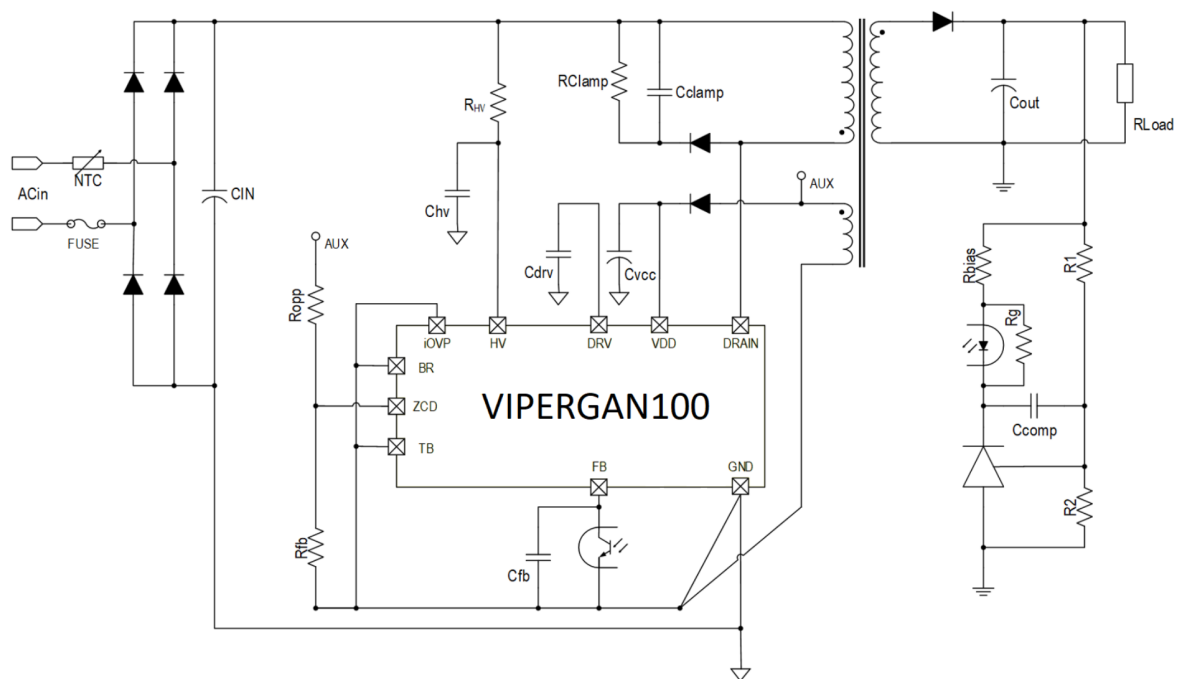 RClamp
Cclamp
RHV
Cout
RLoad
ACin
NTC
CIN
FUSE
Chv
AUX
AUX
Cdrv
Cvcc
Ropp
Rbias
R1
Rg
iOVP
HV
DRV
VDD
DRAIN
BR
ZCD
TB
VIPERGAN100
FB
GND
Ccomp
R2
Rfb
Cfb